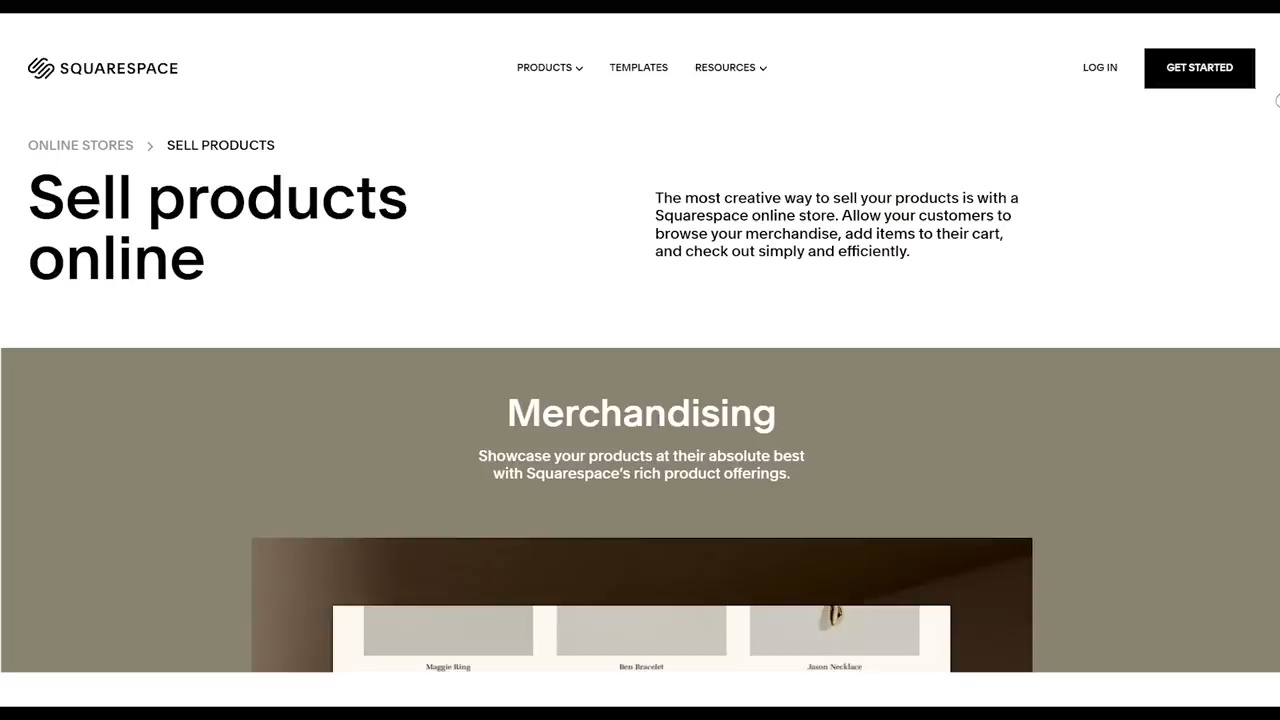 SQUARESPACE
PRODUCTS
TEMPLATES
RESOURCES
LOG IN
GET STARTED
ONLINE STORES
SELL PRODUCTS
Sell products
online
The most creative way to sell your products is with a
Squarespace online store. Allow your customers to
browse your merchandise, add items to their cart,
and check out simply and efficiently.
Merchandising
Showcase your products at their absolute best
with Squarespace's rich product offerings.
Maggie Ring
Ben Bracelet
Jason Necklace